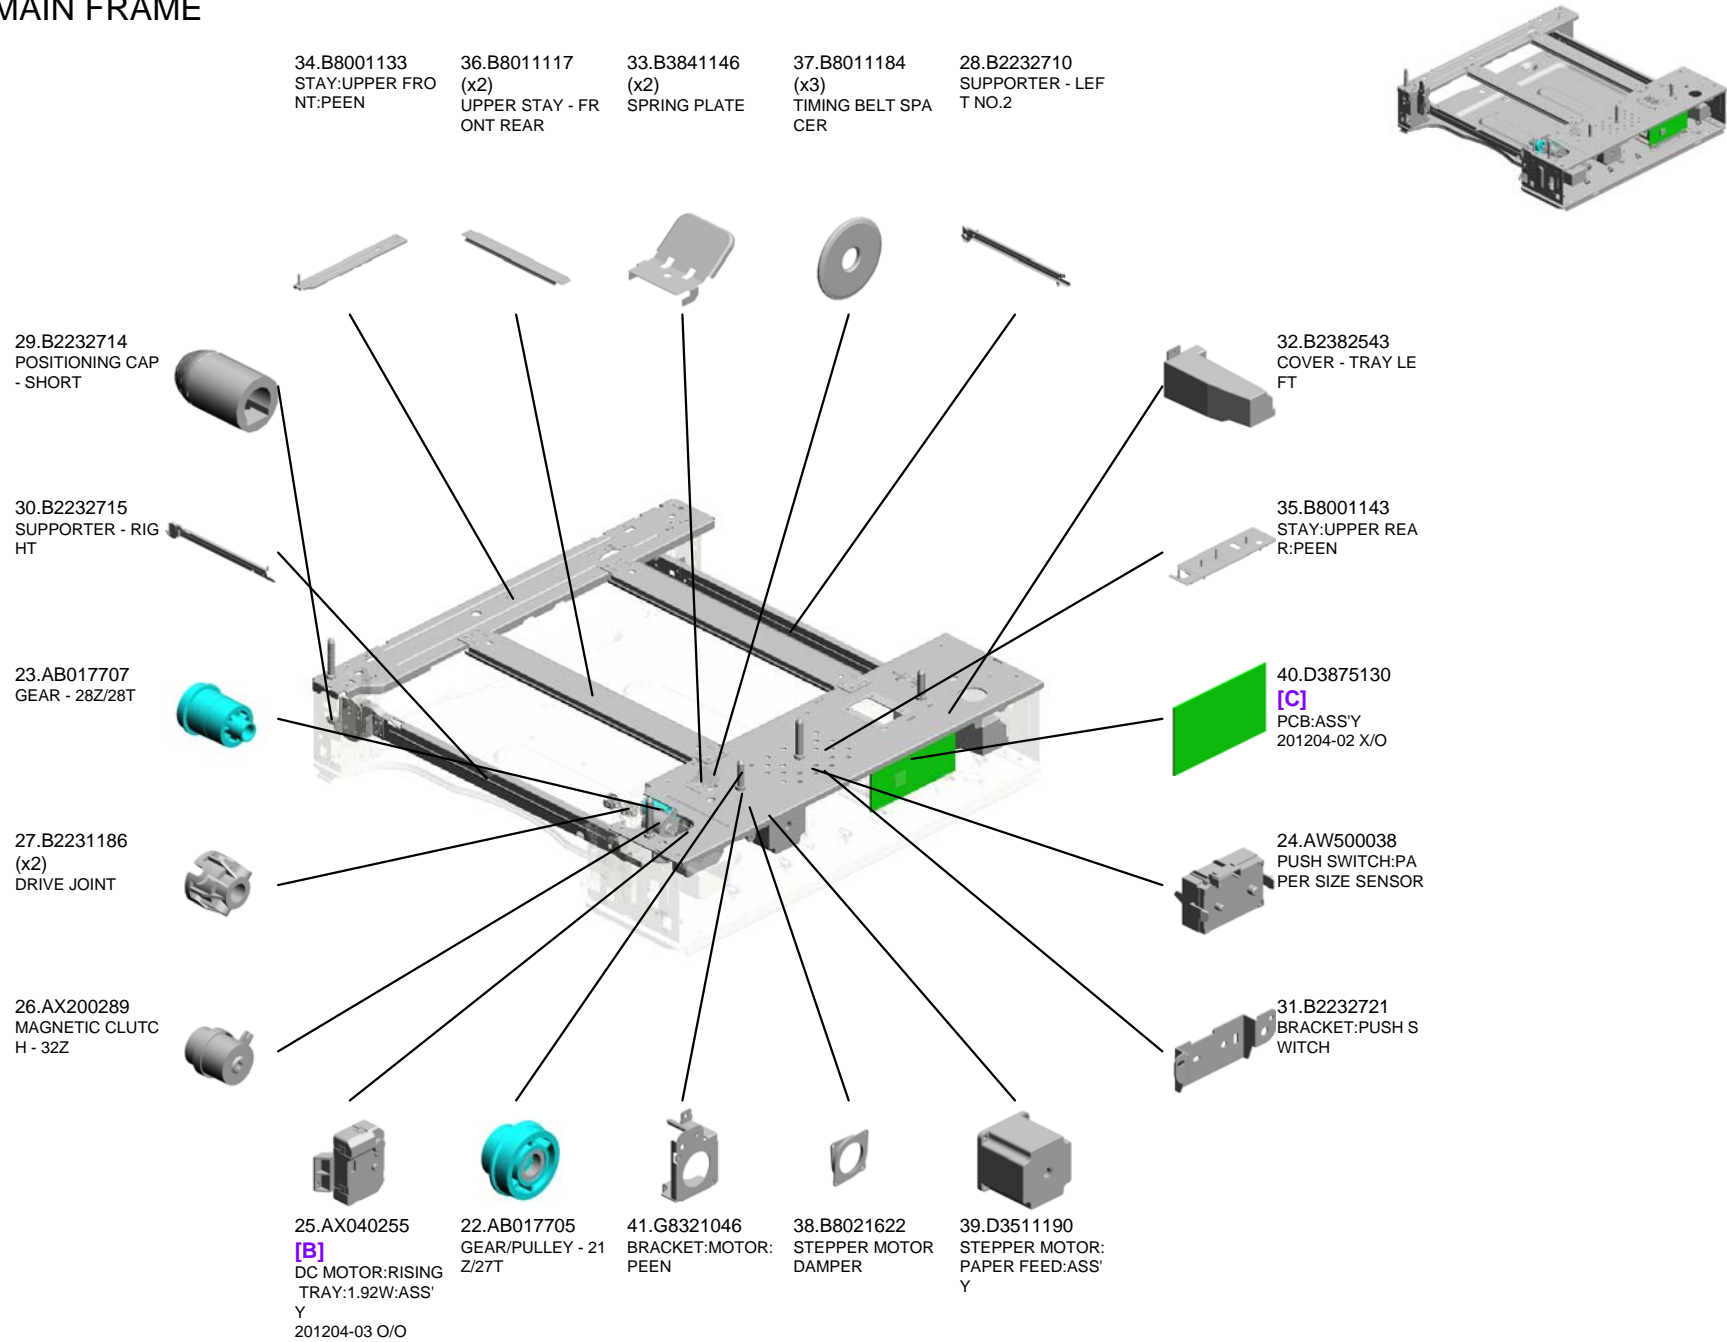 MAIN FRAME
34.B8001133
STAY:UPPER FRO
NT:PEEN
36.B8011117
(x2)
UPPER STAY - FR
ONT REAR
33.B3841146
(x2)
SPRING PLATE
37.B8011184
(x3)
TIMING BELT SPA
CER
28.B2232710
SUPPORTER - LEF
T NO.2
29.B2232714
POSITIONING CAP
- SHORT
32.B2382543
COVER - TRAY LE
FT
30.B2232715
SUPPORTER - RIG
HT
35.B8001143
STAY:UPPER REA
R:PEEN
23.AB017707
GEAR - 28Z/28T
40.D3875130
[C]
PCB:ASS'Y
201204-02 X/O
27.B2231186
(x2)
DRIVE JOINT
24.AW500038
PUSH SWITCH:PA
PER SIZE SENSOR
26.AX200289
MAGNETIC CLUTC
H - 32Z
31.B2232721
BRACKET:PUSH S
WITCH
25.AX040255
[B]
DC MOTOR:RISING
TRAY:1.92W:ASS'
Y
201204-03 O/O
22.AB017705
GEAR/PULLEY - 21
Z/27T
41.G8321046
BRACKET:MOTOR:
PEEN
38.B8021622
STEPPER MOTOR
DAMPER
39.D3511190
STEPPER MOTOR:
PAPER FEED:ASS'
Y